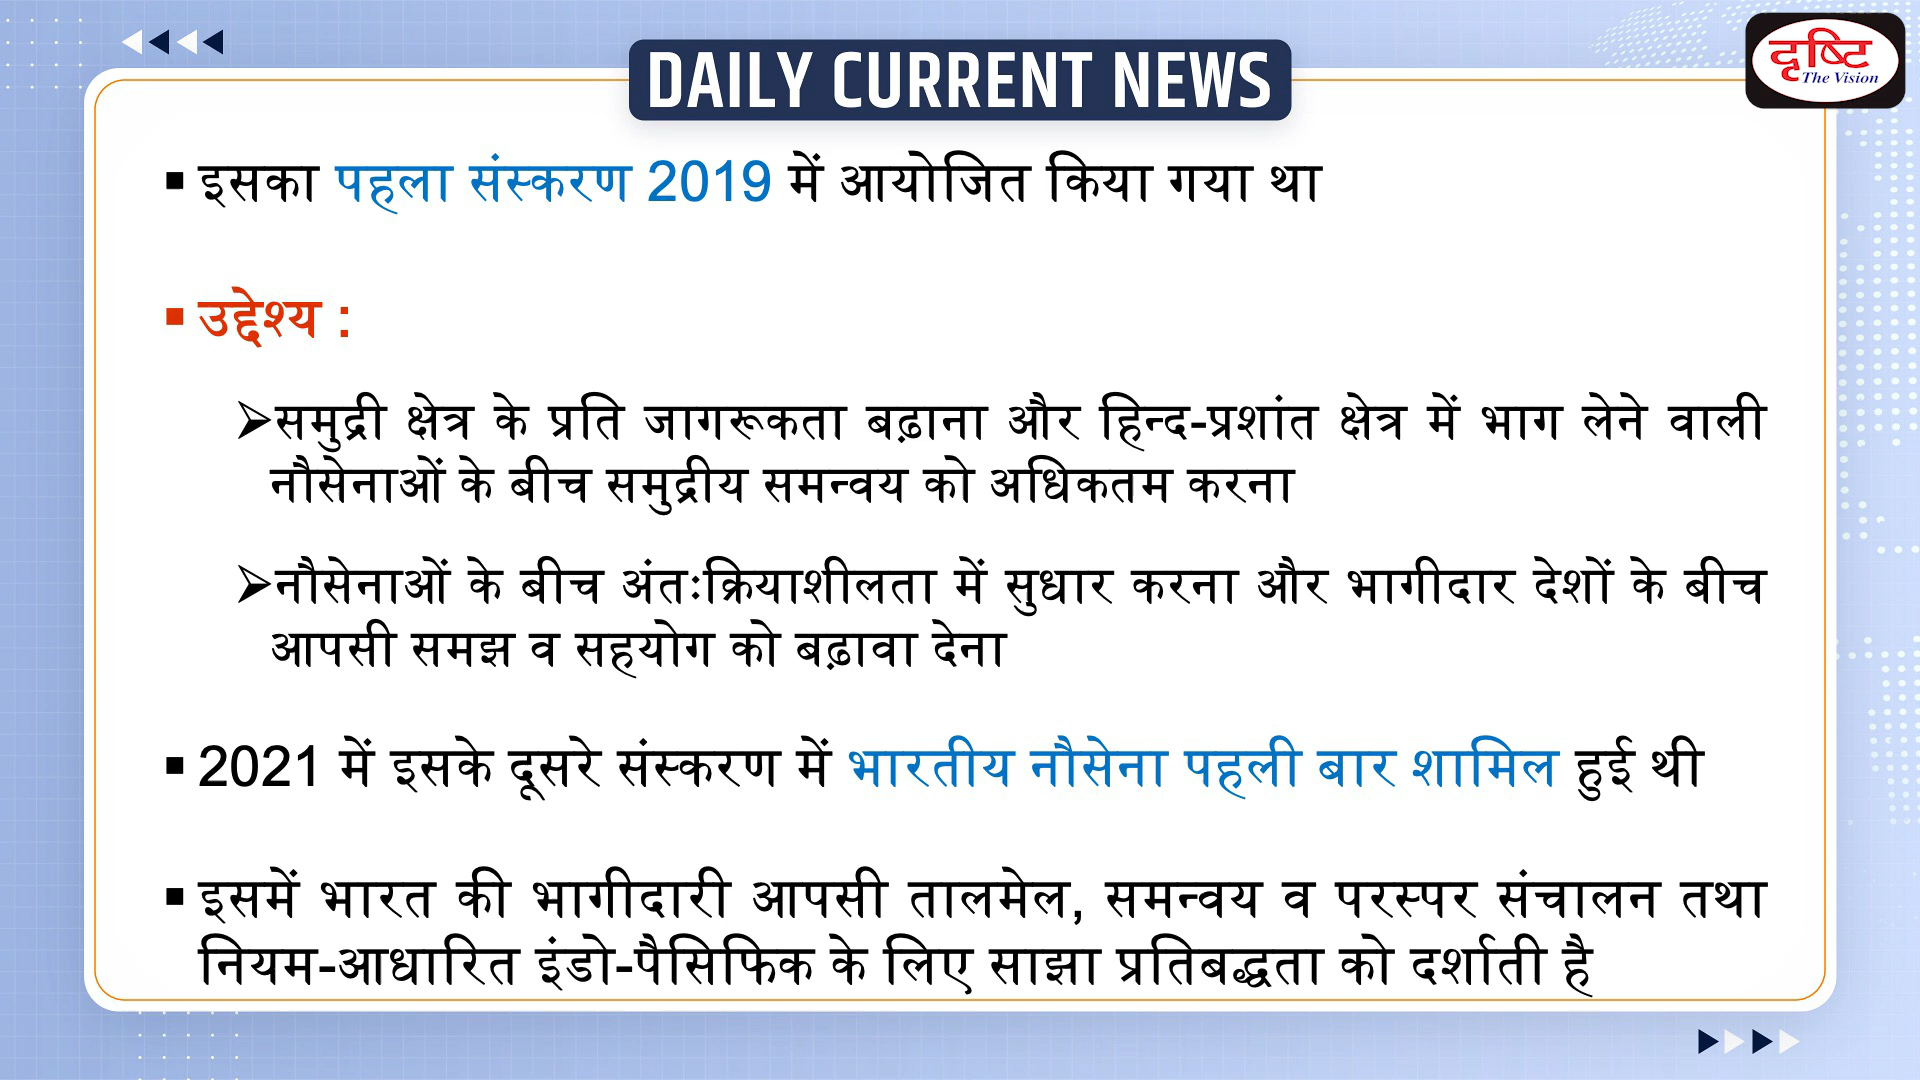 DAILY CURRENT NEWS
दृष्टि
The Vision
▪ इसका पहला संस्करण 2019 में आयोजित किया गया था
▪ उद्देश्य :
➢समुद्री क्षेत्र के प्रति जागरूकता बढ़ाना और हिन्द-प्रशांत क्षेत्र में भाग लेने वाली
नौसेनाओं के बीच समुद्रीय समन्वय को अधिकतम करना
➢नौसेनाओं के बीच अंतःक्रियाशीलता में सुधार करना और भागीदार देशों के बीच
आपसी समझ व सहयोग को बढ़ावा देना
▪ 2021 में इसके दूसरे संस्करण में भारतीय नौसेना पहली बार शामिल हुई थी
▪ इसमें भारत की भागीदारी आपसी तालमेल, समन्वय व परस्पर संचालन तथा
नियम-आधारित इंडो-पैसिफिक के लिए साझा प्रतिबद्धता को दर्शाती है